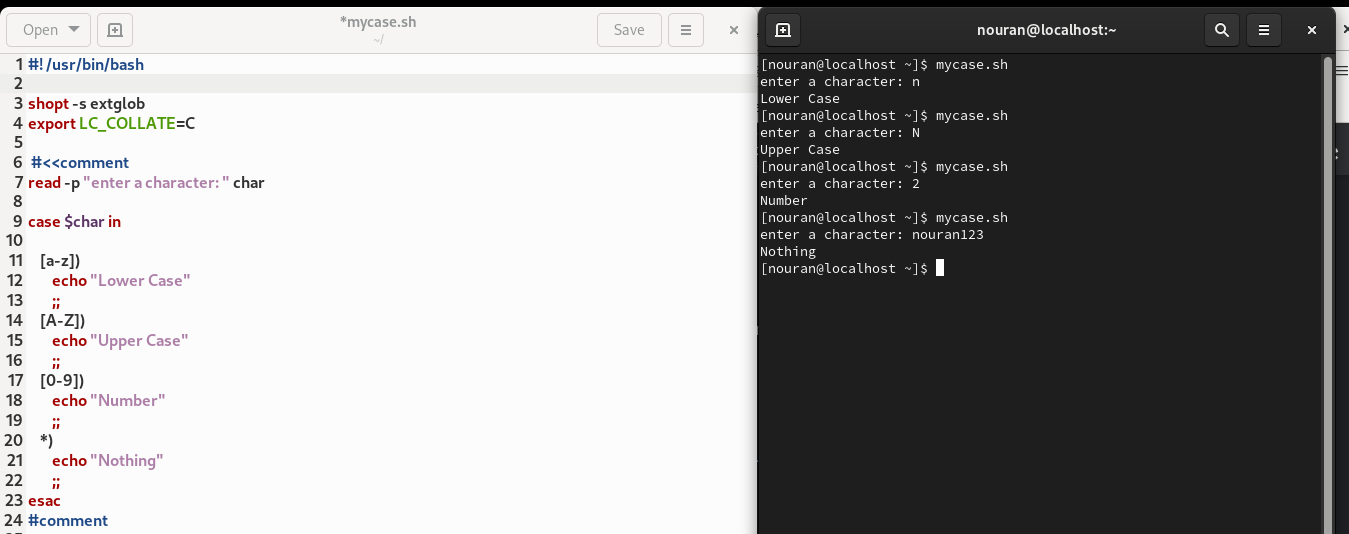 Open
*mycase.sh
~/
Save
1 #!/usr/bin/bash
2
3 shopt -s extglob
4 export LC_COLLATE=C
5
6 #<<comment
7 read -p "enter a character: " char
8
9 case $char in
10
11 [a-z])
12 echo "Lower Case"
13 ;;
14 [A-Z])
15 echo "Upper Case"
16 ;;
17 [0-9])
18 echo "Number"
19 ;;
20 *)
21 echo "Nothing"
22 ;;
23 esac
24 #comment
nouran@localhost:~
[nouran@localhost ~]$ mycase.sh
enter a character: n
Lower Case
[nouran@localhost ~]$ mycase.sh
enter a character: N
Upper Case
[nouran@localhost ~]$ mycase.sh
enter a character: 2
Number
[nouran@localhost ~]$ mycase.sh
enter a character: nouran123
Nothing
[nouran@localhost ~]$